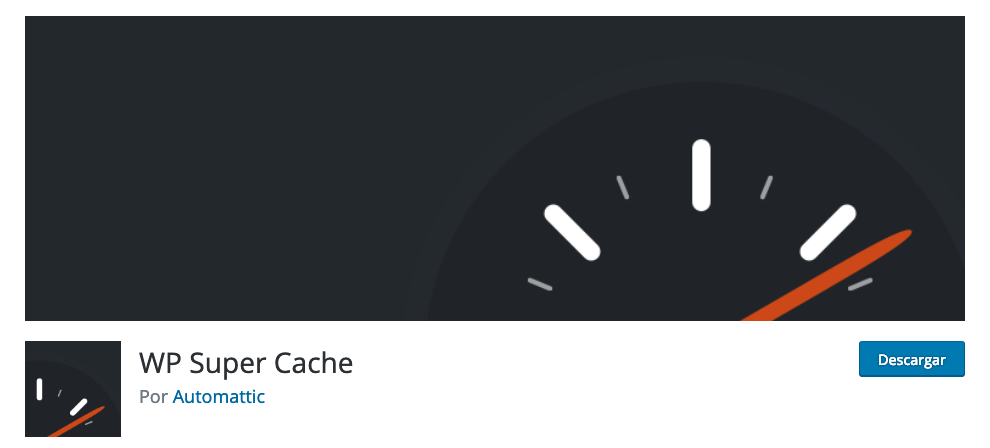 WP Super Cache
Descargar
Por Automattic